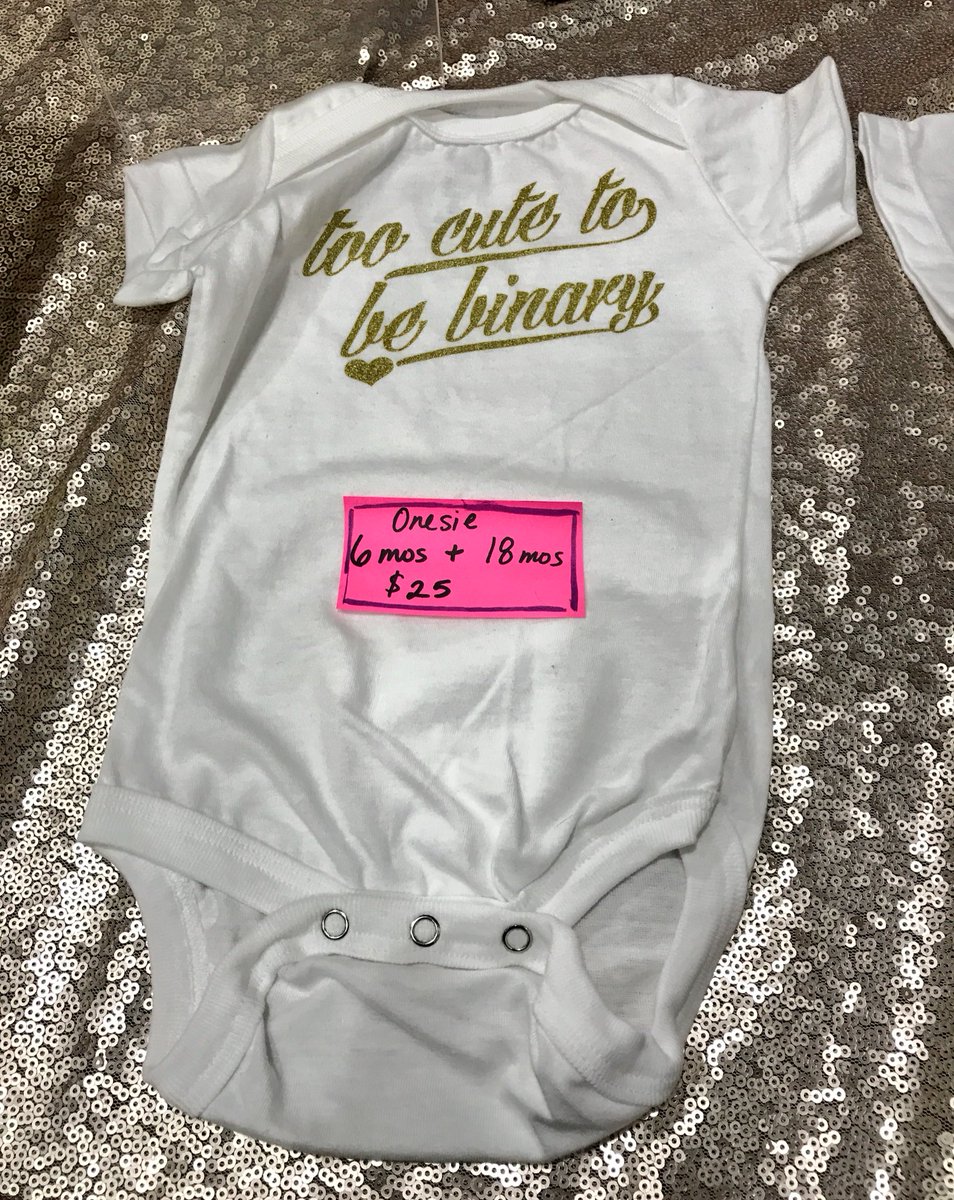 too cute to
be binary
Onesie
6 mos + 18 mos
$25